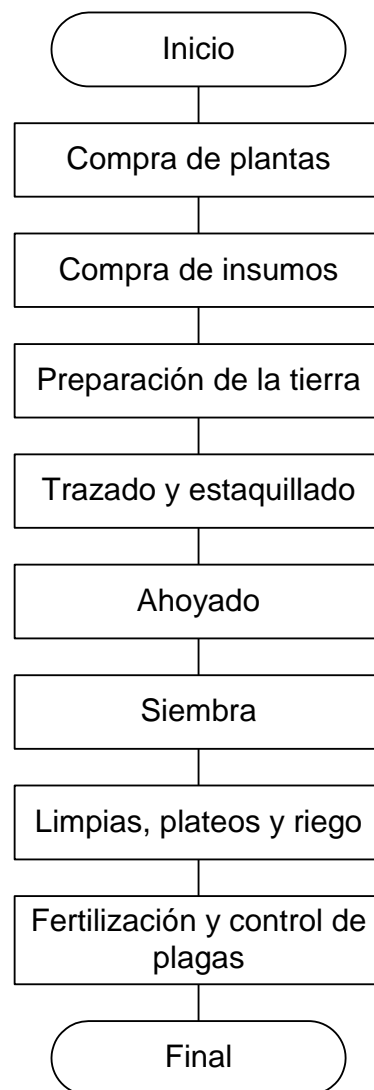 Inicio
Compra de plantas
Compra de insumos
Preparación de la tierra
Trazado y estaquillado
Ahoyado
Siembra
Limpias, plateos y riego
Fertilización y control de
plagas
Final